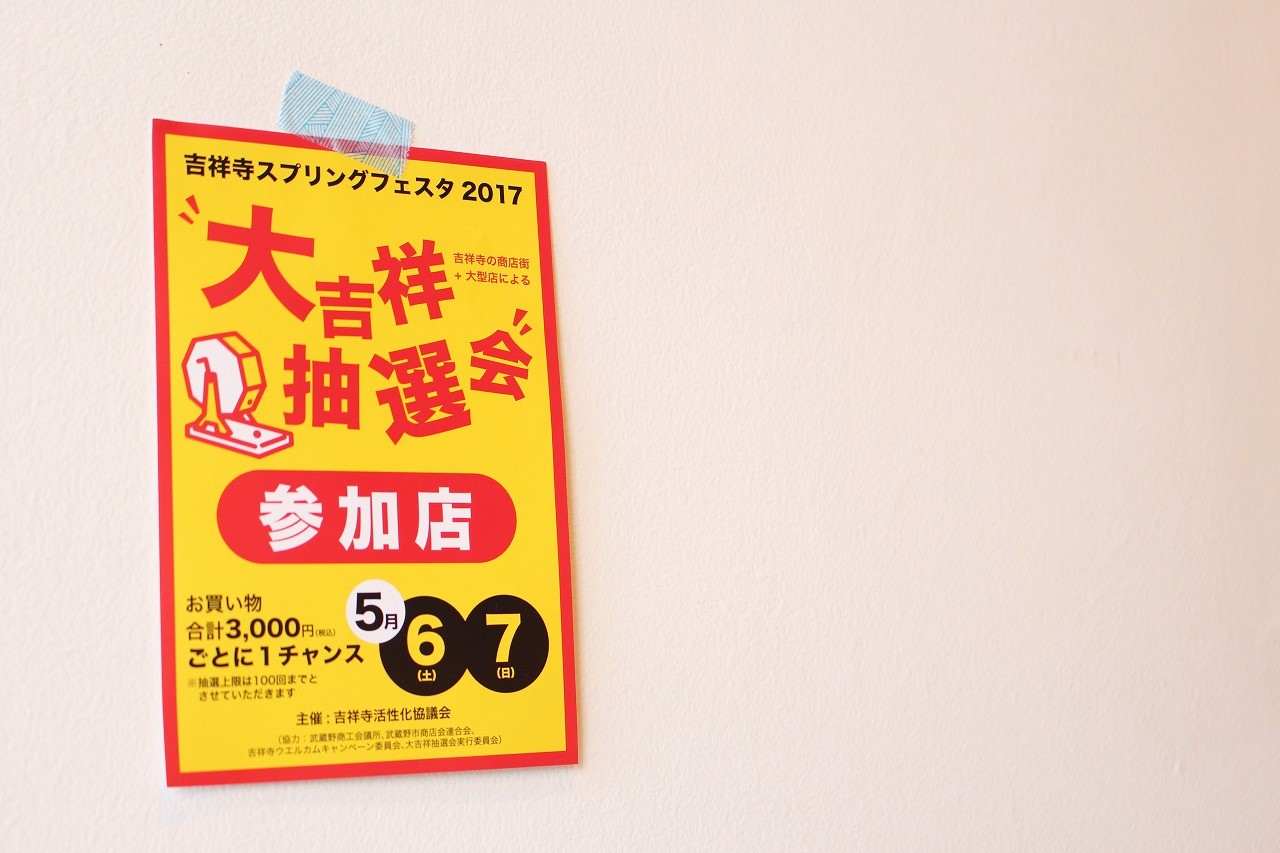 吉祥寺スプリングフェスタ 2017
大吉祥
吉祥寺の商店街
+ 大型店による
抽選会
参加店
お買い物
合計3,000円(税込)
ごとに1チャンス
※抽選上限は100回までと
させていただきます
5月
6(土)
7(日)
主催：吉祥寺活性化協議会
（協力：武蔵野商工会議所、武蔵野市商店会連合会、
吉祥寺ウエルカムキャンペーン委員会、大吉祥抽選会実行委員会）